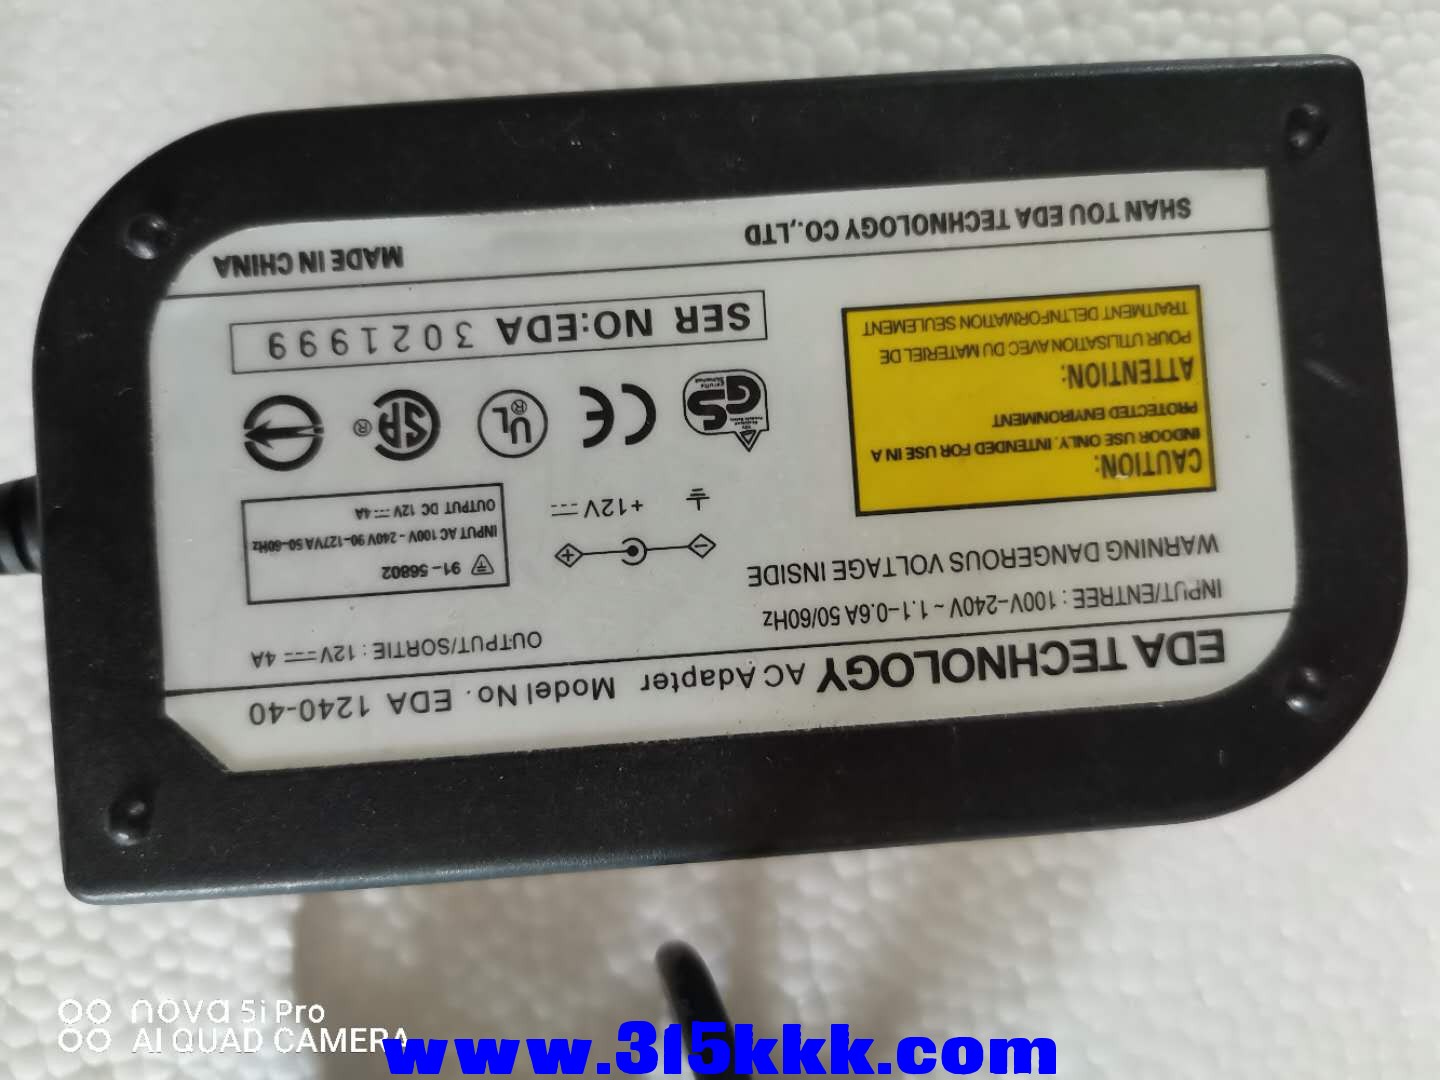 EDA TECHNOLOGY AC Adapter Model No. EDA 1240-40
INPUT/ENTREE : 100V-240V ~ 1.1-0.6A 50/60Hz
OUTPUT/SORTIE : 12V ⎓ 4A
WARNING DANGEROUS VOLTAGE INSIDE
CAUTION:
INDOOR USE ONLY. INTENDED FOR USE IN A
PROTECTED ENVIRONMENT
ATTENTION:
POUR UTILISATION AVEC DU MATERIEL DE
TRAITMENT DELTNFORMATION SEULEMENT
+12V ⎓
91-56802
INPUT AC 100V - 240V 90-127VA 50-60Hz
OUTPUT DC 12V ⎓ 4A
GS
CE
UL®
SA®
SER NO:EDA 3021999
SHAN TOU EDA TECHNOLOGY CO.,LTD
MADE IN CHINA
nova 5i Pro
AI QUAD CAMERA
www.315kkk.com